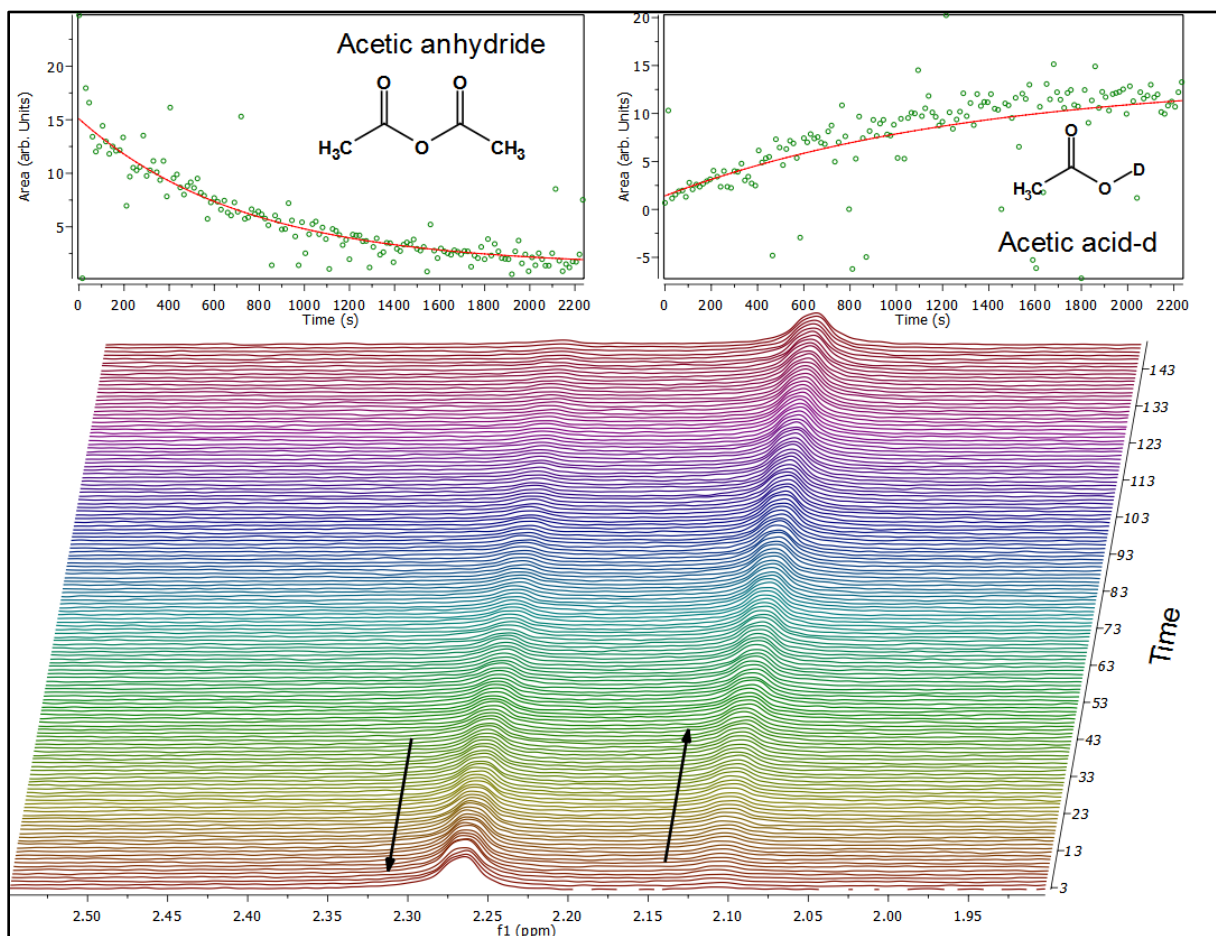 Acetic anhydride
O O
H₃C O CH₃
Area (arb. Units)
20
15
10
5
0 200 400 600 800 1000 1200 1400 1600 1800 2000 2200
Time (s)
Area (arb. Units)
20
15
10
5
0
-5
O
H₃C O D
Acetic acid-d
0 200 400 600 800 1000 1200 1400 1600 1800 2000 2200
Time (s)
143
133
123
113
103
93
83
73
63
53
43
33
23
13
3
Time
2.50 2.45 2.40 2.35 2.30 2.25 2.20 2.15 2.10 2.05 2.00 1.95
f1 (ppm)